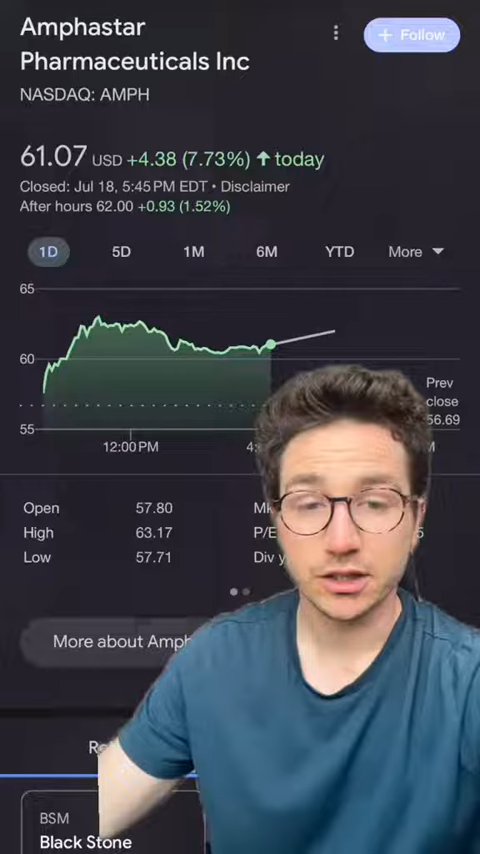 Amphastar
Pharmaceuticals Inc
+ Follow
NASDAQ: AMPH
61.07 USD +4.38 (7.73%) ↑ today
Closed: Jul 18, 5:45 PM EDT • Disclaimer
After hours 62.00 +0.93 (1.52%)
1D 5D 1M 6M YTD More
65
60
55
Prev
close
56.69
12:00 PM
Open 57.80
High 63.17 P/E
Low 57.71 Div
More about
BSM
Black Stone